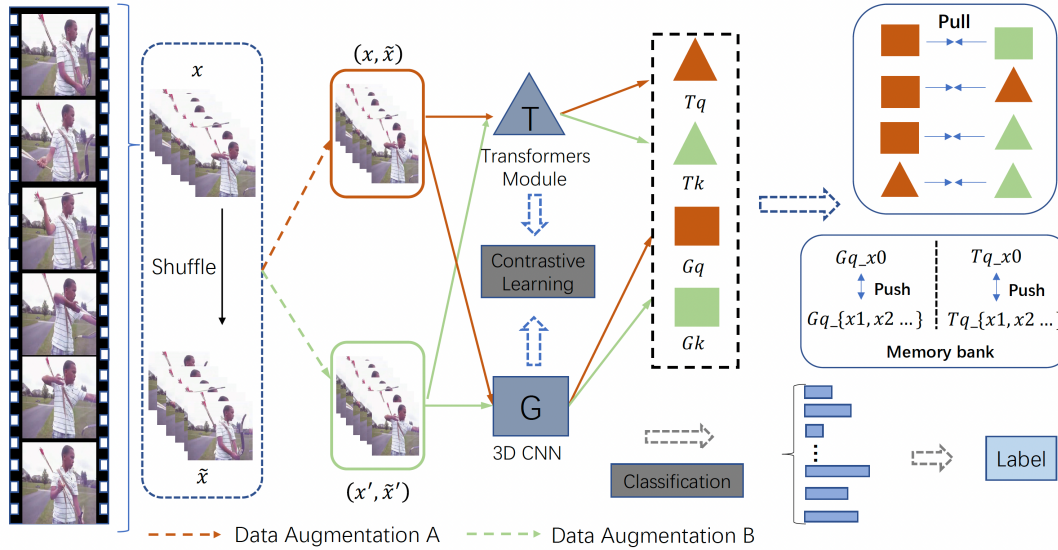 x
Shuffle
x̃
(x, x̃)
(x′, x̃′)
T
Transformers
Module
Contrastive
Learning
G
3D CNN
Tq
Tk
Gq
Gk
Pull
Gq_x0
Push
Gq_{x1, x2 ...}
Tq_x0
Push
Tq_{x1, x2 ...}
Memory bank
Classification
Label
Data Augmentation A
Data Augmentation B